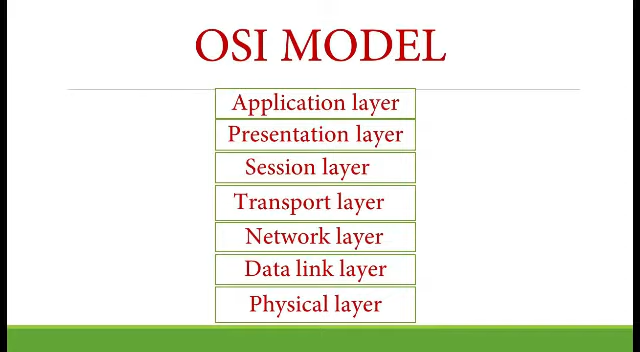 OSI MODEL
Application layer
Presentation layer
Session layer
Transport layer
Network layer
Data link layer
Physical layer